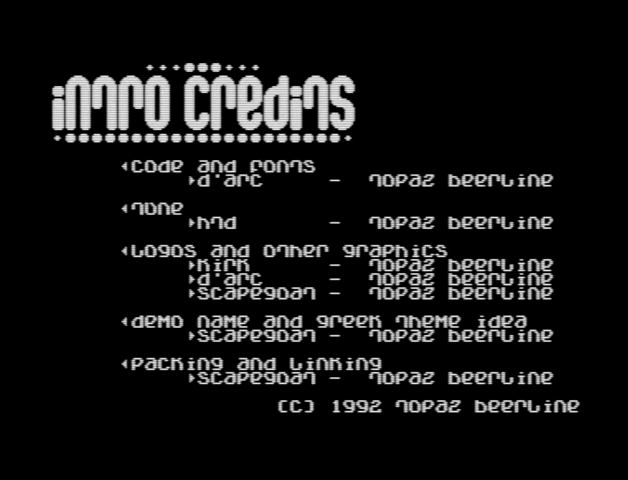 intro credits
code and fonts
d'arc - topaz beerline
tune
htd - topaz beerline
logos and other graphics
kirk - topaz beerline
d'arc - topaz beerline
scapegoat - topaz beerline
demo name and greek theme idea
scapegoat - topaz beerline
packing and linking
scapegoat - topaz beerline
(C) 1992 topaz beerline